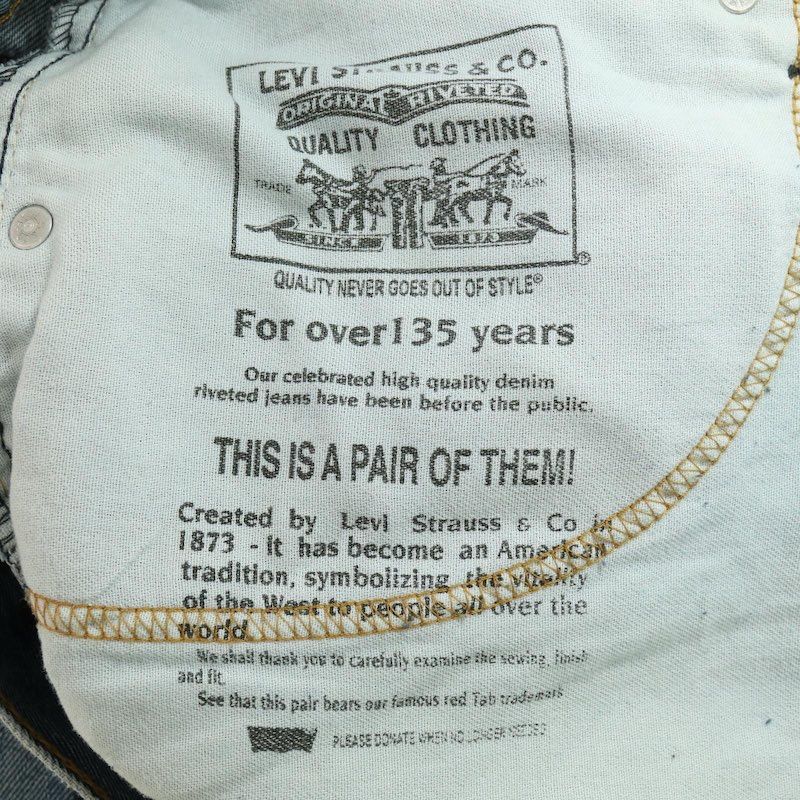 LEVI STRAUSS & CO.
ORIGINAL RIVETED
QUALITY CLOTHING
TRADE MARK
SINCE 1873
®
QUALITY NEVER GOES OUT OF STYLE®
For over135 years
Our celebrated high quality denim
riveted jeans have been before the public.
THIS IS A PAIR OF THEM!
Created by Levi Strauss & Co in
1873 - It has become an American
tradition, symbolizing the vitality
of the West to people all over the
world
We shall thank you to carefully examine the sewing, finish
and fit.
See that this pair bears our famous red Tab trademark
PLEASE DONATE WHEN NO LONGER NEEDED